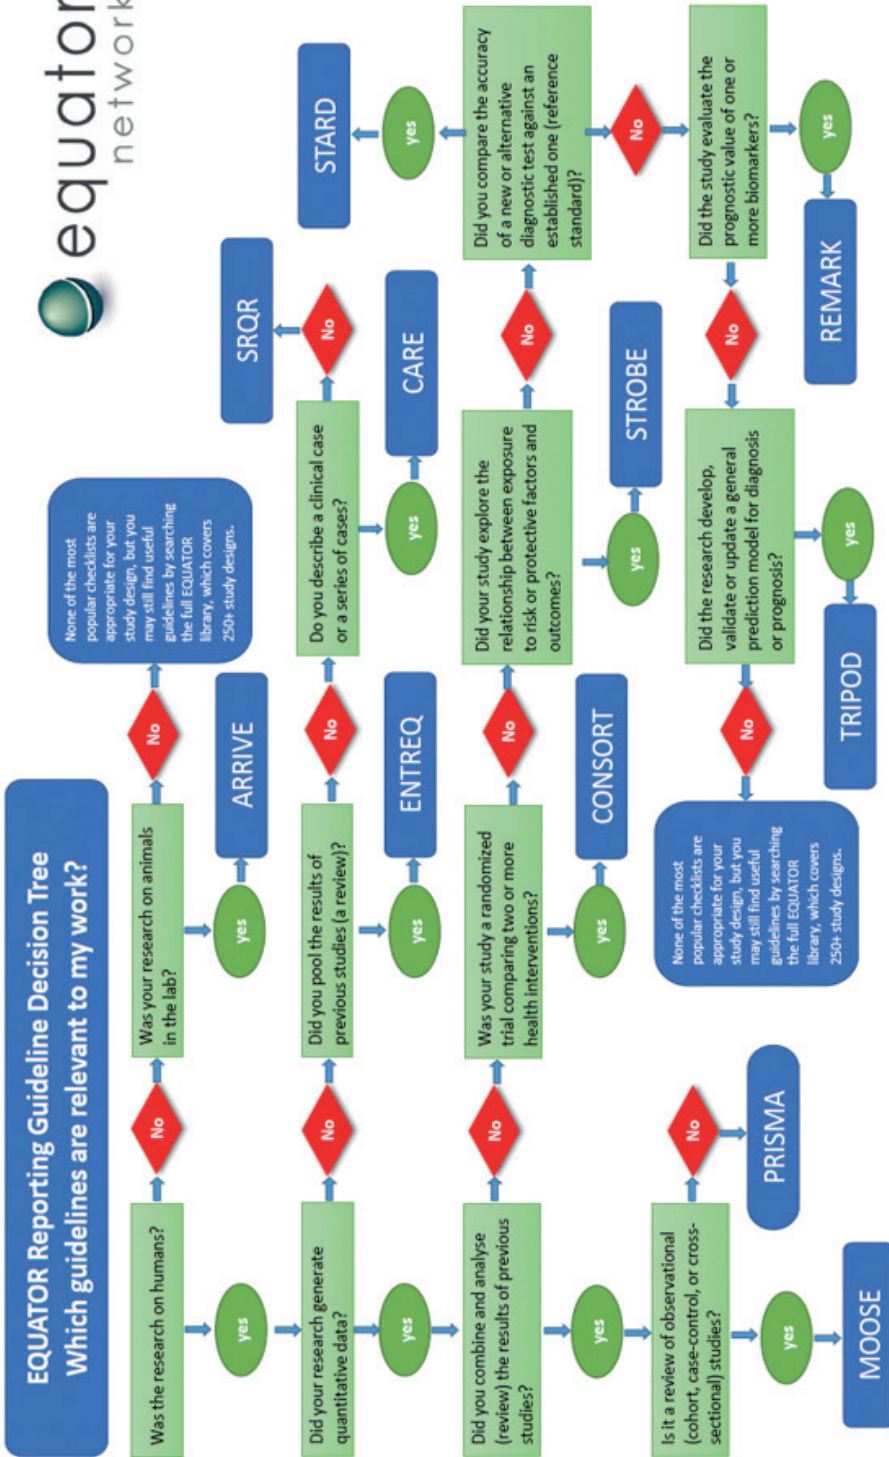 equator
network
EQUATOR Reporting Guideline Decision Tree
Which guidelines are relevant to my work?
Was the research on humans?
No
Was your research on animals
in the lab?
No
None of the most
popular checklists are
appropriate for your
study design, but you
may still find useful
guidelines by searching
the full EQUATOR
library, which covers
250+ study designs.
yes
yes
ARRIVE
Did your research generate
quantitative data?
No
Did you pool the results of
previous studies (a review)?
No
Do you describe a clinical case
or a series of cases?
No
SRQR
yes
yes
ENTREQ
yes
CARE
Did you combine and analyse
(review) the results of previous
studies?
No
Was your study a randomized
trial comparing two or more
health interventions?
No
Did your study explore the
relationship between exposure
to risk or protective factors and
outcomes?
No
Did you compare the accuracy
of a new or alternative
diagnostic test against an
established one (reference
standard)?
yes
STARD
yes
yes
CONSORT
yes
STROBE
No
Is it a review of observational
(cohort, case-control, or cross-
sectional) studies?
No
PRISMA
yes
MOOSE
Did the study evaluate the
prognostic value of one or
more biomarkers?
yes
REMARK
No
Did the research develop,
validate or update a general
prediction model for diagnosis
or prognosis?
yes
TRIPOD
No
None of the most
popular checklists are
appropriate for your
study design, but you
may still find useful
guidelines by searching
the full EQUATOR
library, which covers
250+ study designs.